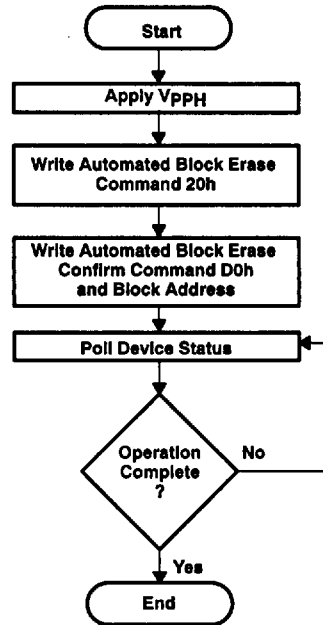 Start
Apply VPPH
Write Automated Block Erase
Command 20h
Write Automated Block Erase
Confirm Command D0h
and Block Address
Poll Device Status
Operation
Complete
?
No
Yes
End